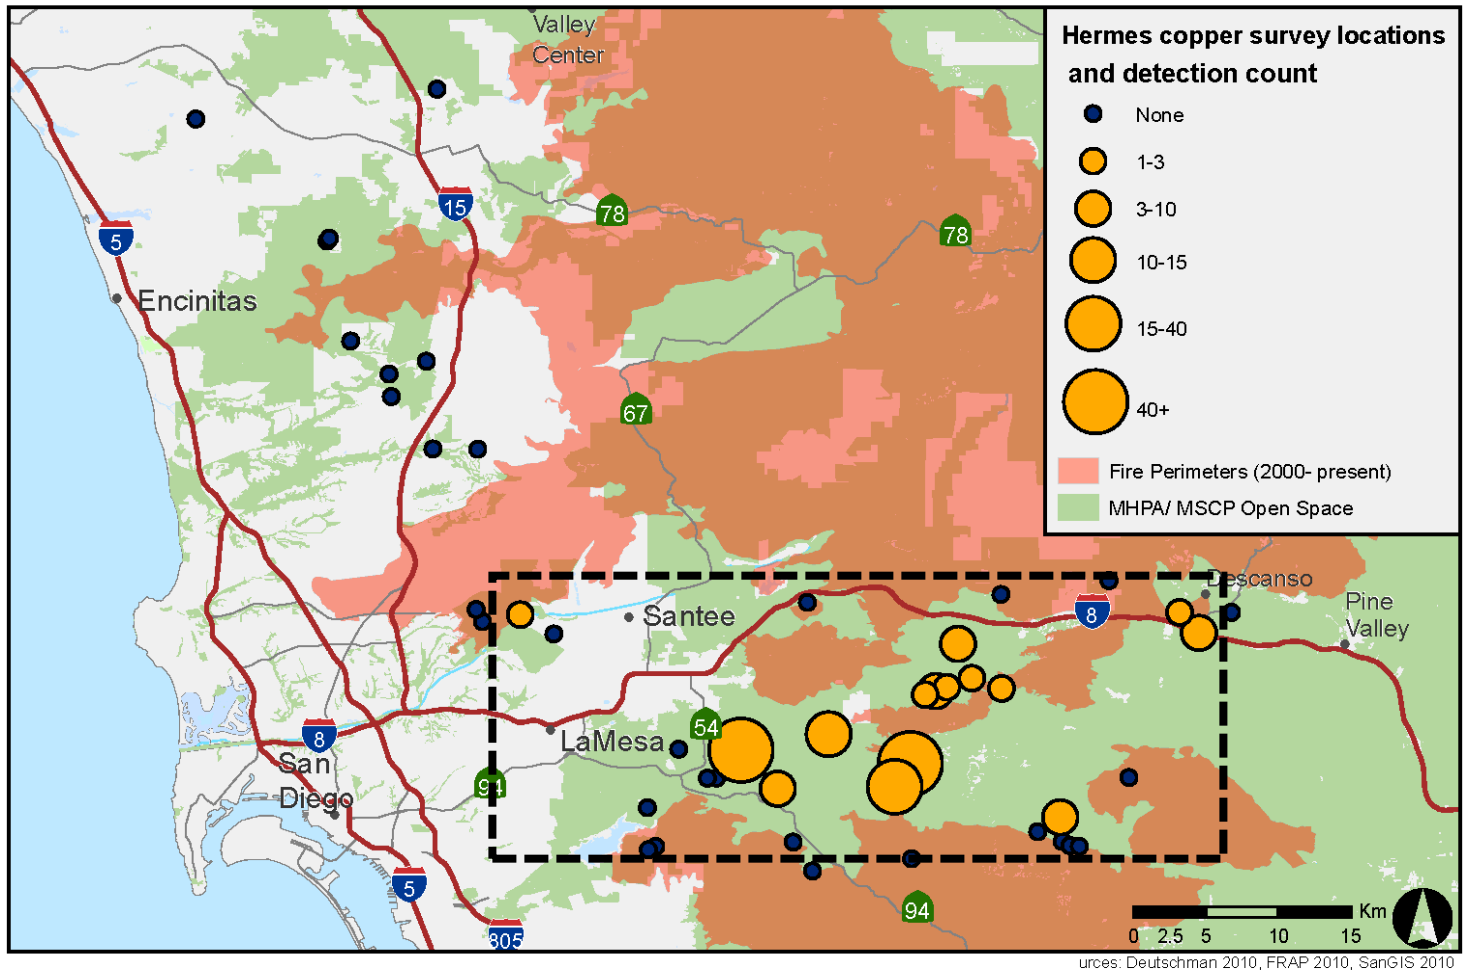 Valley
Center
Hermes copper survey locations
and detection count
None
1-3
3-10
10-15
15-40
40+
Fire Perimeters (2000- present)
MHPA/ MSCP Open Space
15
78
78
5
Encinitas
67
Santee
8
Descanso
Pine
Valley
54
LaMesa
8
San
Diego
94
5
94
805
Km
0 2.5 5 10 15
urces: Deutschman 2010, FRAP 2010, SanGIS 2010